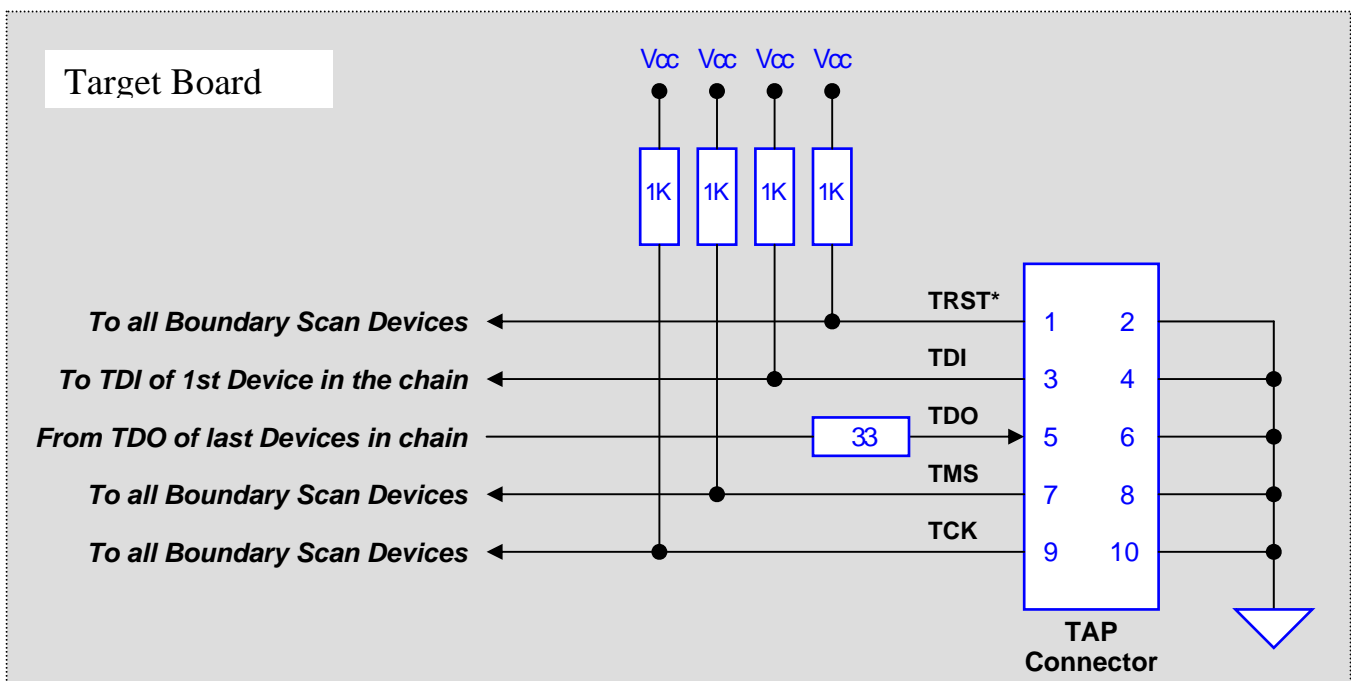 Target Board
Vcc Vcc Vcc Vcc
1K 1K 1K 1K
TRST*
To all Boundary Scan Devices
1 2
TDI
To TDI of 1st Device in the chain
3 4
TDO
From TDO of last Devices in chain
33
5 6
TMS
To all Boundary Scan Devices
7 8
TCK
To all Boundary Scan Devices
9 10
TAP
Connector